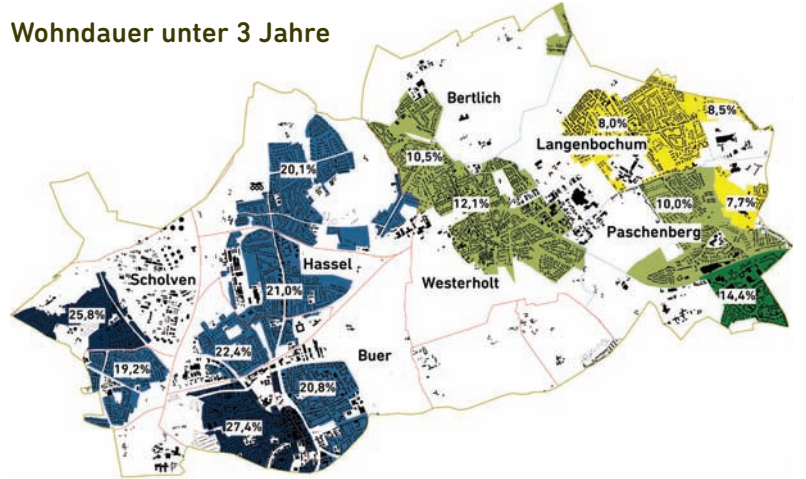 Wohndauer unter 3 Jahre
Bertlich
8,0%
8,5%
Langenbochum
20,1%
10,5%
12,1%
10,0%
7,7%
Paschenberg
Hassel
Scholven
21,0%
Westerholt
14,4%
25,8%
22,4%
Buer
19,2%
20,8%
27,4%